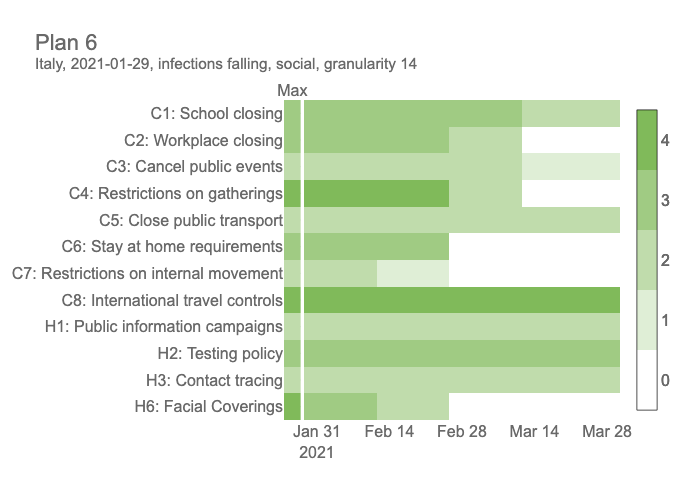 Plan 6
Italy, 2021-01-29, infections falling, social, granularity 14
Max
C1: School closing
C2: Workplace closing
C3: Cancel public events
C4: Restrictions on gatherings
C5: Close public transport
C6: Stay at home requirements
C7: Restrictions on internal movement
C8: International travel controls
H1: Public information campaigns
H2: Testing policy
H3: Contact tracing
H6: Facial Coverings
Jan 31 Feb 14 Feb 28 Mar 14 Mar 28
2021
4
3
2
1
0